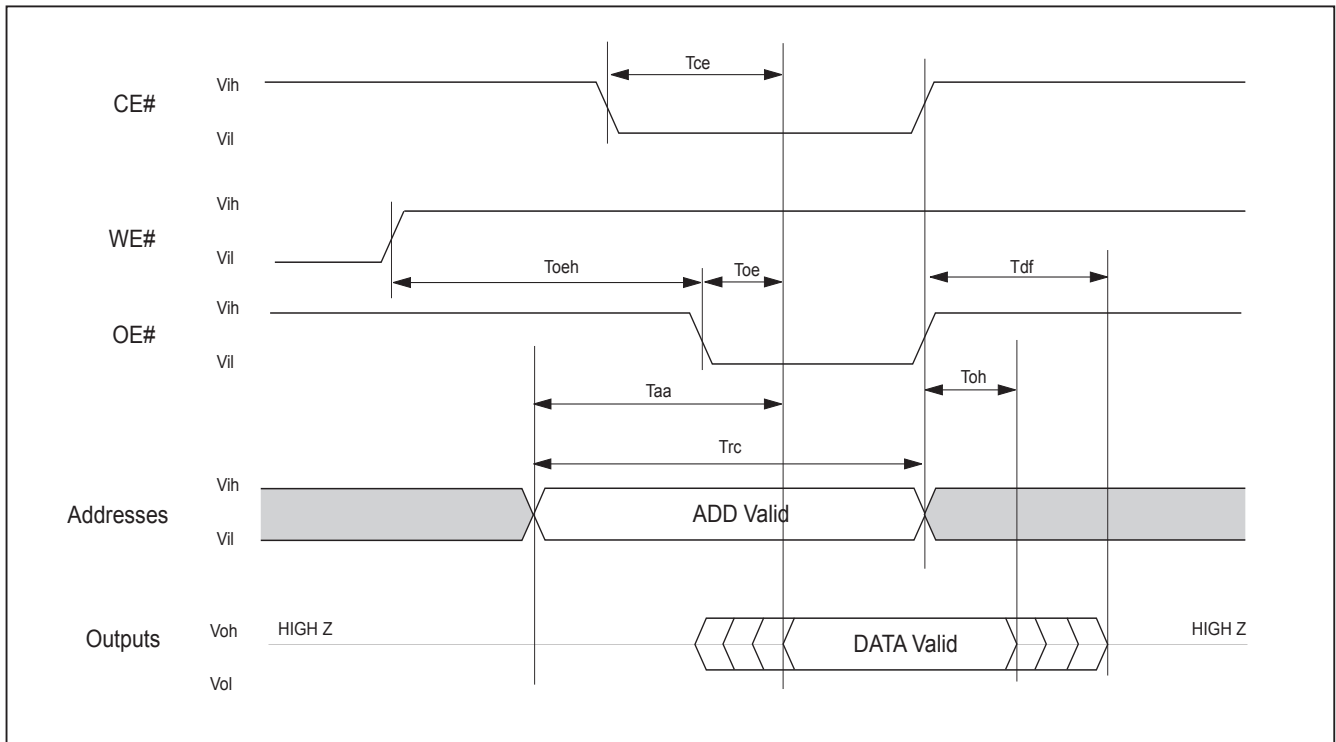 Tce
Vih
CE#
Vil
Vih
WE#
Vil
Toeh
Toe
Tdf
Vih
OE#
Vil
Toh
Taa
Trc
Vih
Addresses
ADD Valid
Vil
Outputs
Voh
HIGH Z
DATA Valid
HIGH Z
Vol